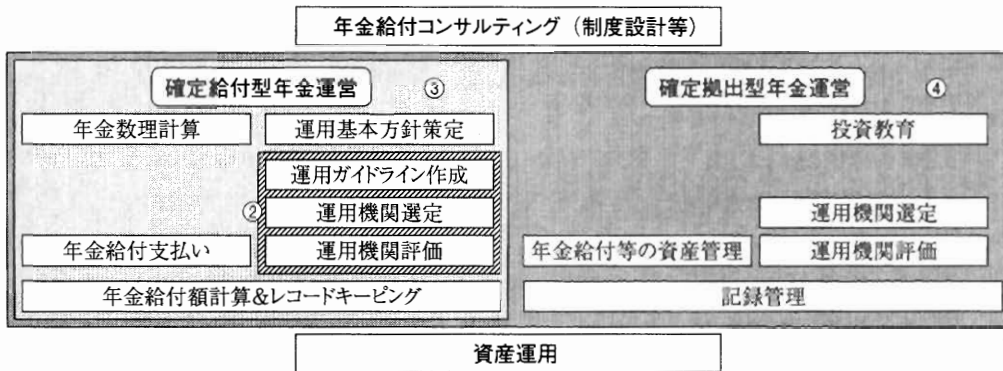 年金給付コンサルティング（制度設計等）
確定給付型年金運営 ③
年金数理計算 運用基本方針策定
運用ガイドライン作成
② 運用機関選定
年金給付支払い 運用機関評価
年金給付額計算&レコードキーピング
確定拠出型年金運営 ④
投資教育
運用機関選定
年金給付等の資産管理 運用機関評価
記録管理
資産運用